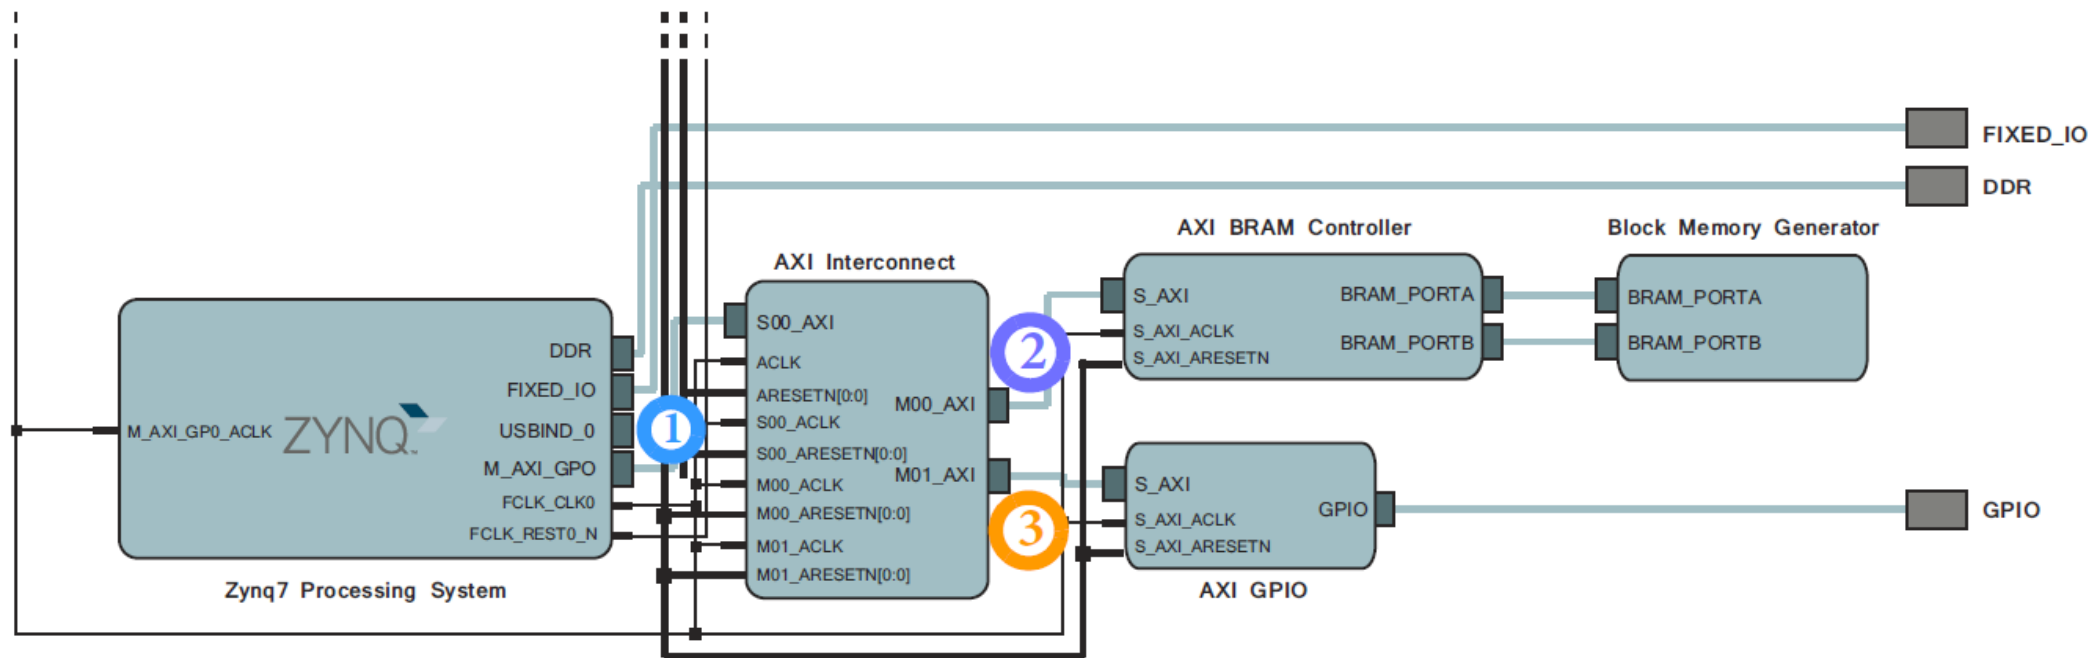 FIXED_IO
DDR
AXI BRAM Controller
Block Memory Generator
AXI Interconnect
S_AXI
BRAM_PORTA
S_AXI_ACLK
BRAM_PORTB
S_AXI_ARESETN
BRAM_PORTA
BRAM_PORTB
DDR
FIXED_IO
M_AXI_GP0_ACLK
ZYNQ
USBIND_0
M_AXI_GPO
FCLK_CLK0
FCLK_REST0_N
Zynq7 Processing System
1
S00_AXI
ACLK
ARESETN[0:0]
M00_AXI
S00_ACLK
S00_ARESETN[0:0]
M01_AXI
M00_ACLK
M00_ARESETN[0:0]
M01_ACLK
M01_ARESETN[0:0]
2
3
S_AXI
GPIO
S_AXI_ACLK
S_AXI_ARESETN
AXI GPIO
GPIO